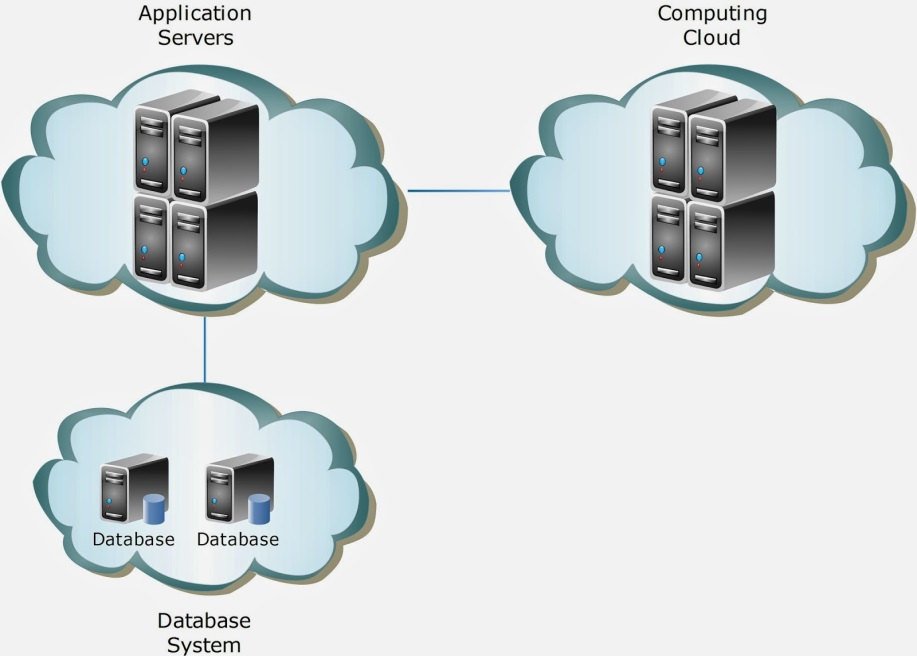 Application
Servers
Computing
Cloud
Database
Database
Database
System